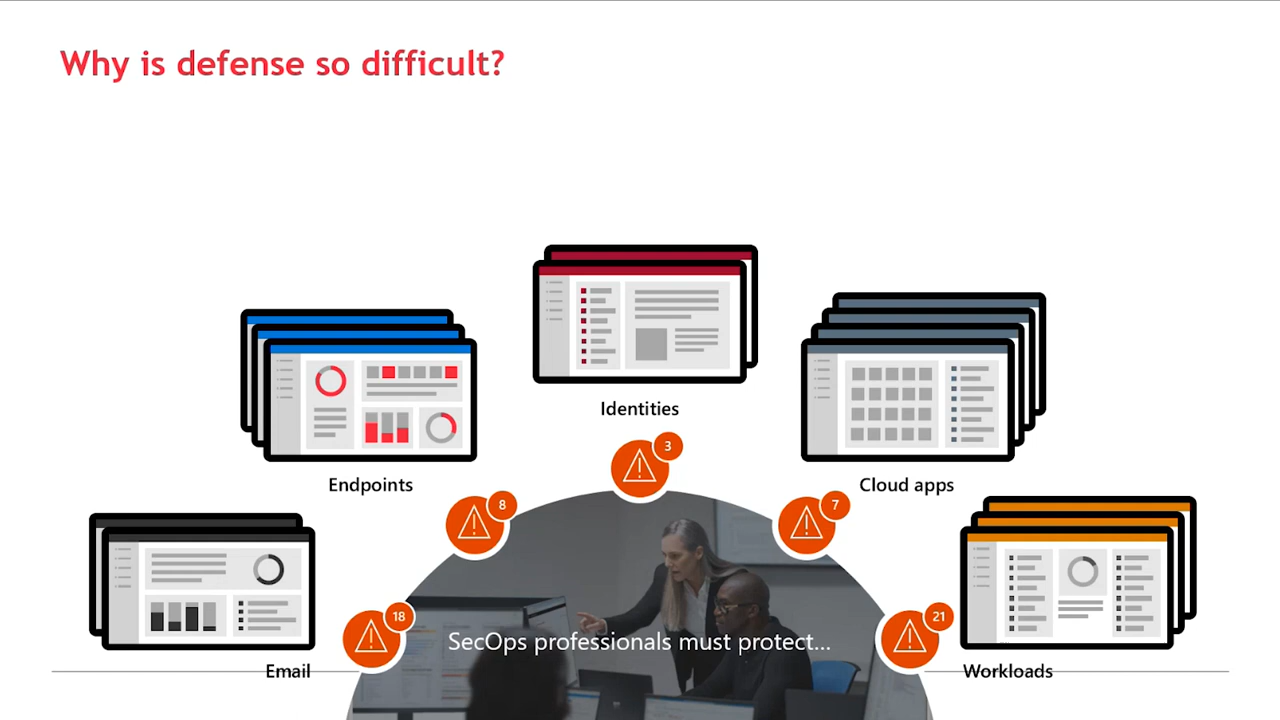 Why is defense so difficult?
Identities
Endpoints
Cloud apps
3
8
7
18
21
SecOps professionals must protect...
Email
Workloads